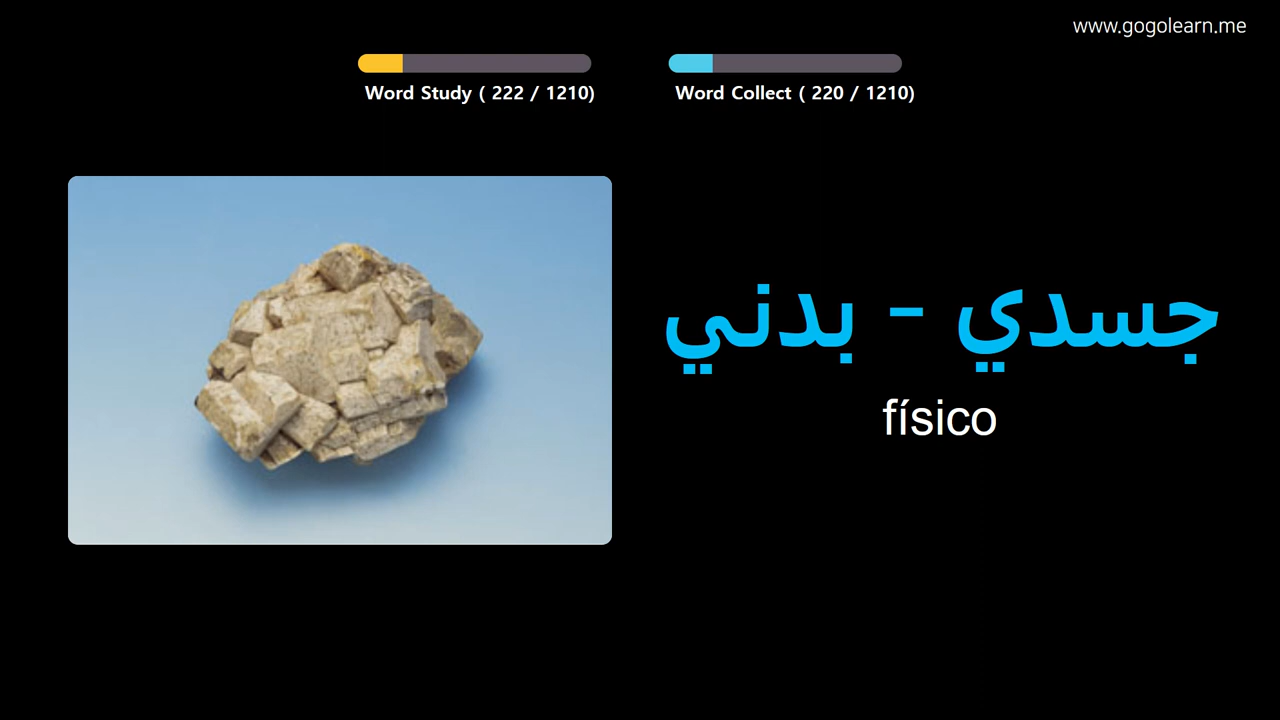 www.gogolearn.me
Word Study ( 222 / 1210)
Word Collect ( 220 / 1210)
جسدي - بدني
físico